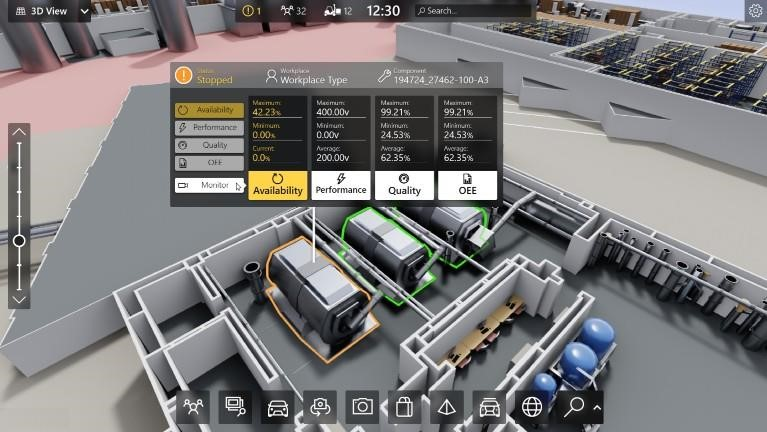 3D View
1
32
12
12:30
Search...
Status
Stopped
Workplace
Workplace Type
Component
194724_27462-100-A3
Availability
Performance
Quality
OEE
Monitor
Maximum:
42.23%
Minimum:
0.00%
Current:
0.0%
Availability
Maximum:
400.00v
Minimum:
0.00v
Average:
200.00v
Performance
Maximum:
99.21%
Minimum:
24.53%
Average:
62.35%
Quality
Maximum:
99.21%
Minimum:
24.53%
Average:
62.35%
OEE